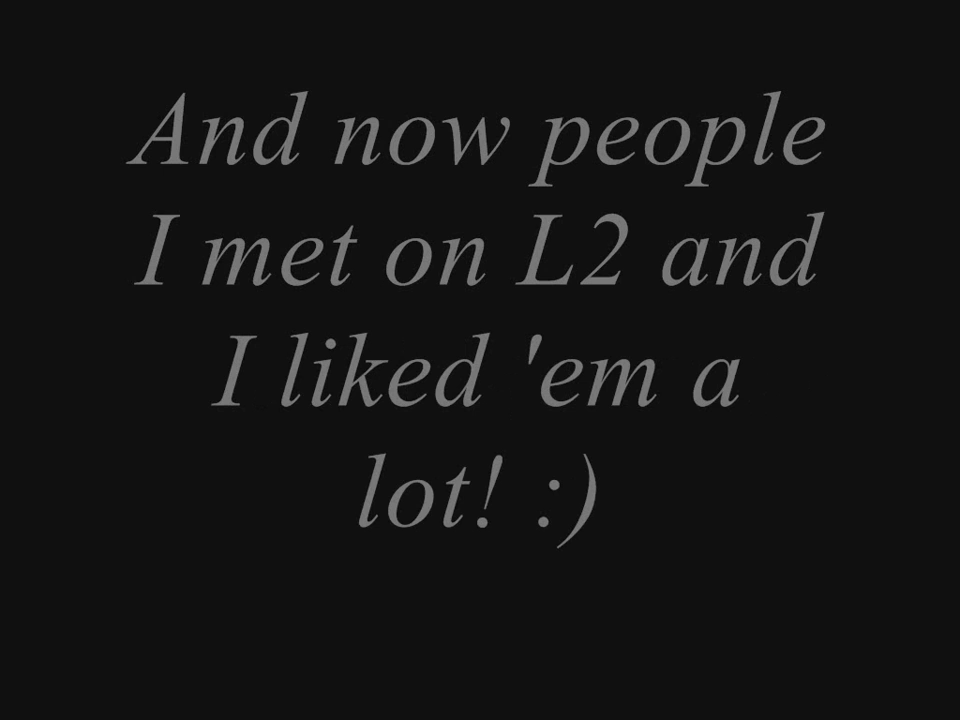 And now people
I met on L2 and
I liked 'em a
lot! :)